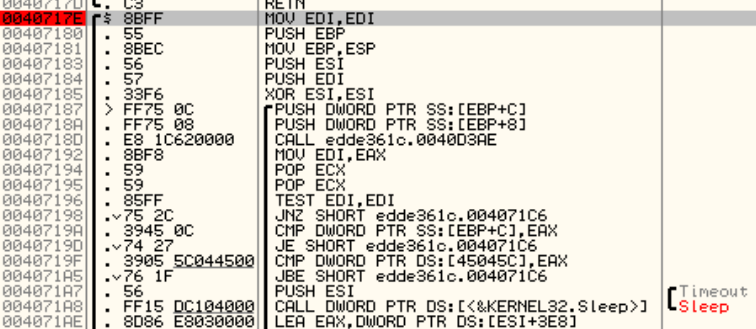 0040717D . C3 RETN
0040717E $ 8BFF MOV EDI,EDI
00407180 . 55 PUSH EBP
00407181 . 8BEC MOV EBP,ESP
00407183 . 56 PUSH ESI
00407184 . 57 PUSH EDI
00407185 . 33F6 XOR ESI,ESI
00407187 > FF75 0C PUSH DWORD PTR SS:[EBP+C]
0040718A . FF75 08 PUSH DWORD PTR SS:[EBP+8]
0040718D . E8 1C620000 CALL edde361c.0040D3AE
00407192 . 8BF8 MOV EDI,EAX
00407194 . 59 POP ECX
00407195 . 59 POP ECX
00407196 . 85FF TEST EDI,EDI
00407198 .v75 2C JNZ SHORT edde361c.004071C6
0040719A . 3945 0C CMP DWORD PTR SS:[EBP+C],EAX
0040719D .v74 27 JE SHORT edde361c.004071C6
0040719F . 3905 5C044500 CMP DWORD PTR DS:[45045C],EAX
004071A5 .v76 1F JBE SHORT edde361c.004071C6
004071A7 . 56 PUSH ESI Timeout
004071A8 . FF15 DC104000 CALL DWORD PTR DS:[<&KERNEL32.Sleep>] Sleep
004071AE . 8D86 E8030000 LEA EAX,DWORD PTR DS:[ESI+3E8]